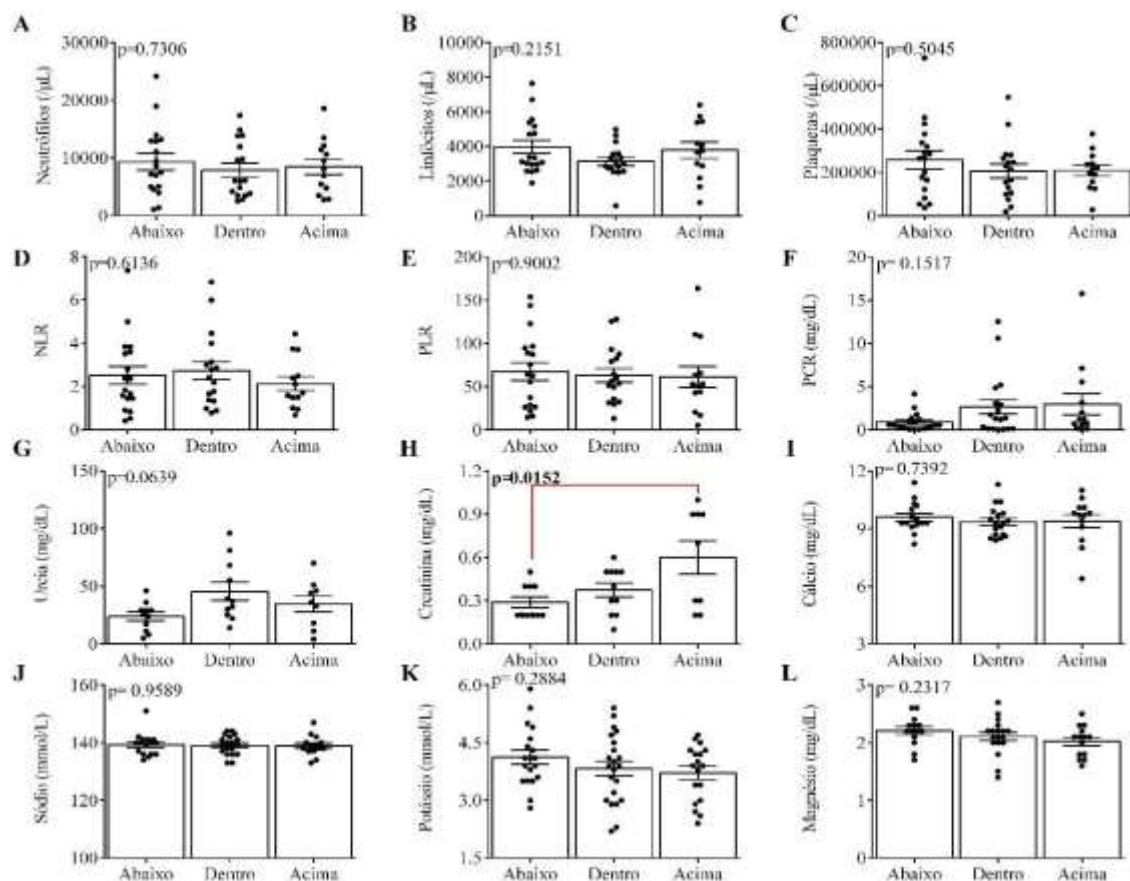 A
p=0.7306
Neutrófilos (/µL)
30000
20000
10000
0
Abaixo Dentro Acima
B
p=0.2151
Linfócitos (/µL)
10000
8000
6000
4000
2000
0
Abaixo Dentro Acima
C
p=0.5045
Plaquetas (/µL)
800000
600000
400000
200000
0
Abaixo Dentro Acima
D
p=0.6136
NLR
8
6
4
2
0
Abaixo Dentro Acima
E
p=0.9002
PLR
200
150
100
50
0
Abaixo Dentro Acima
F
p= 0.1517
PCR (mg/dL)
20
15
10
5
0
Abaixo Dentro Acima
G
p=0.0639
Ureia (mg/dL)
150
100
50
0
Abaixo Dentro Acima
H
p=0.0152
Creatinina (mg/dL)
1.2
0.9
0.6
0.3
0.0
Abaixo Dentro Acima
I
p= 0.7392
Cálcio (mg/dL)
12
9
6
3
Abaixo Dentro Acima
J
p= 0.9589
Sódio (mmol/L)
160
140
120
100
Abaixo Dentro Acima
K
p= 0.2884
Potássio (mmol/L)
6.0
4.5
3.0
1.5
Abaixo Dentro Acima
L
p= 0.2317
Magnésio (mg/dL)
3
2
1
0
Abaixo Dentro Acima